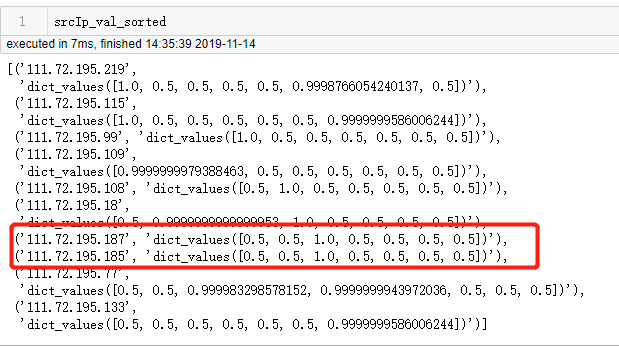 1 srcIp_val_sorted
executed in 7ms, finished 14:35:39 2019-11-14
[('111.72.195.219',
'dict_values([1.0, 0.5, 0.5, 0.5, 0.5, 0.9998766054240137, 0.5])'),
('111.72.195.115',
'dict_values([1.0, 0.5, 0.5, 0.5, 0.5, 0.5, 0.9999999586006244])'),
('111.72.195.99', 'dict_values([1.0, 0.5, 0.5, 0.5, 0.5, 0.5, 0.5])'),
('111.72.195.109',
'dict_values([0.9999999979388463, 0.5, 0.5, 0.5, 0.5, 0.5, 0.5])'),
('111.72.195.108', 'dict_values([0.5, 1.0, 0.5, 0.5, 0.5, 0.5, 0.5])'),
('111.72.195.18',
'dict_values([0.5, 0.9999999999999953, 1.0, 0.5, 0.5, 0.5, 0.5])'),
('111.72.195.187', 'dict_values([0.5, 0.5, 1.0, 0.5, 0.5, 0.5, 0.5])'),
('111.72.195.185', 'dict_values([0.5, 0.5, 1.0, 0.5, 0.5, 0.5, 0.5])'),
('111.72.195.77',
'dict_values([0.5, 0.5, 0.999983298578152, 0.9999999943972036, 0.5, 0.5, 0.5])'),
('111.72.195.133',
'dict_values([0.5, 0.5, 0.5, 0.5, 0.5, 0.5, 0.9999999586006244])')]